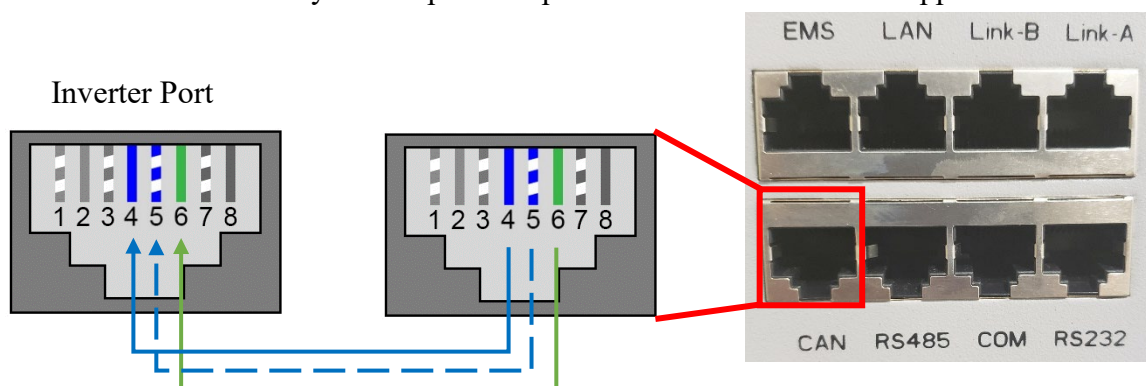 EMS LAN Link-B Link-A
Inverter Port
1 2 3 4 5 6 7 8
1 2 3 4 5 6 7 8
CAN RS485 COM RS232